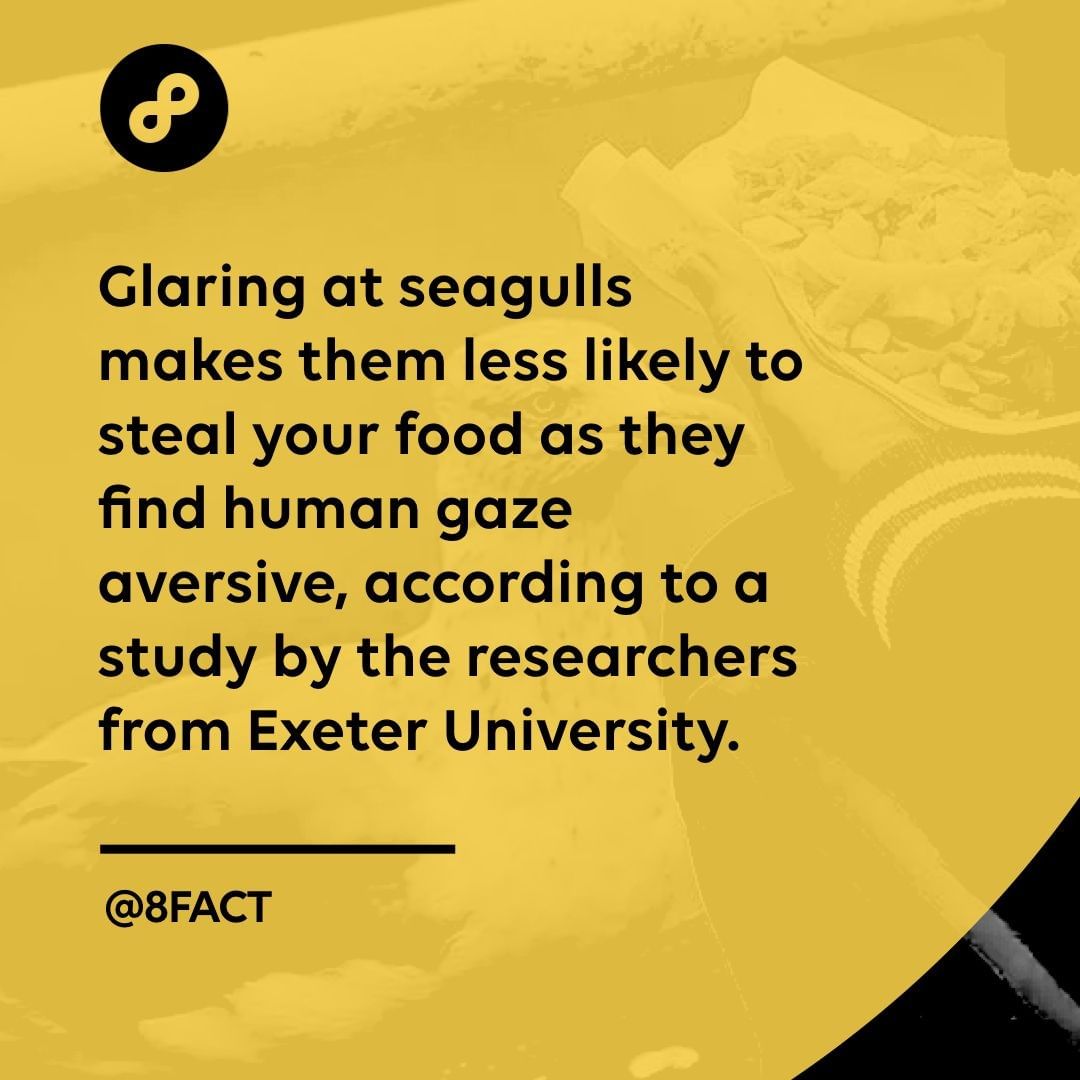 Glaring at seagulls
makes them less likely to
steal your food as they
find human gaze
aversive, according to a
study by the researchers
from Exeter University.
@8FACT